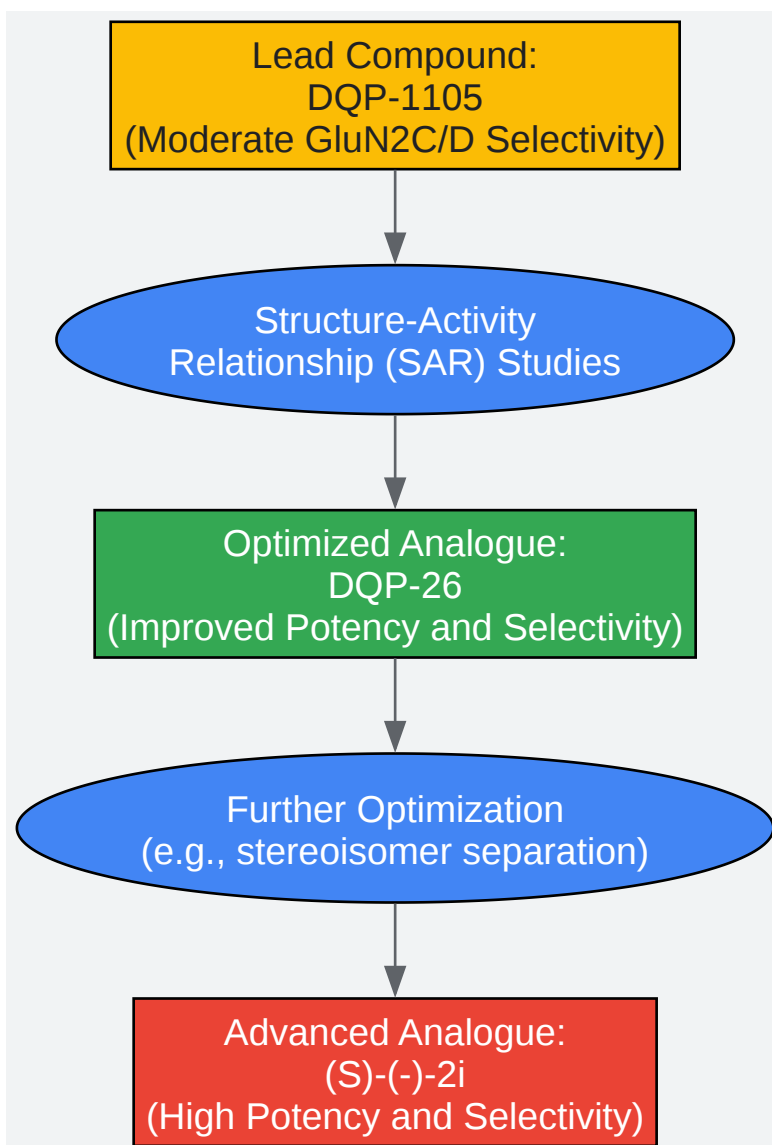 Lead Compound:
DQP-1105
(Moderate GluN2C/D Selectivity)
Structure-Activity
Relationship (SAR) Studies
Optimized Analogue:
DQP-26
(Improved Potency and Selectivity)
Further Optimization
(e.g., stereoisomer separation)
Advanced Analogue:
(S)-(-)-2i
(High Potency and Selectivity)